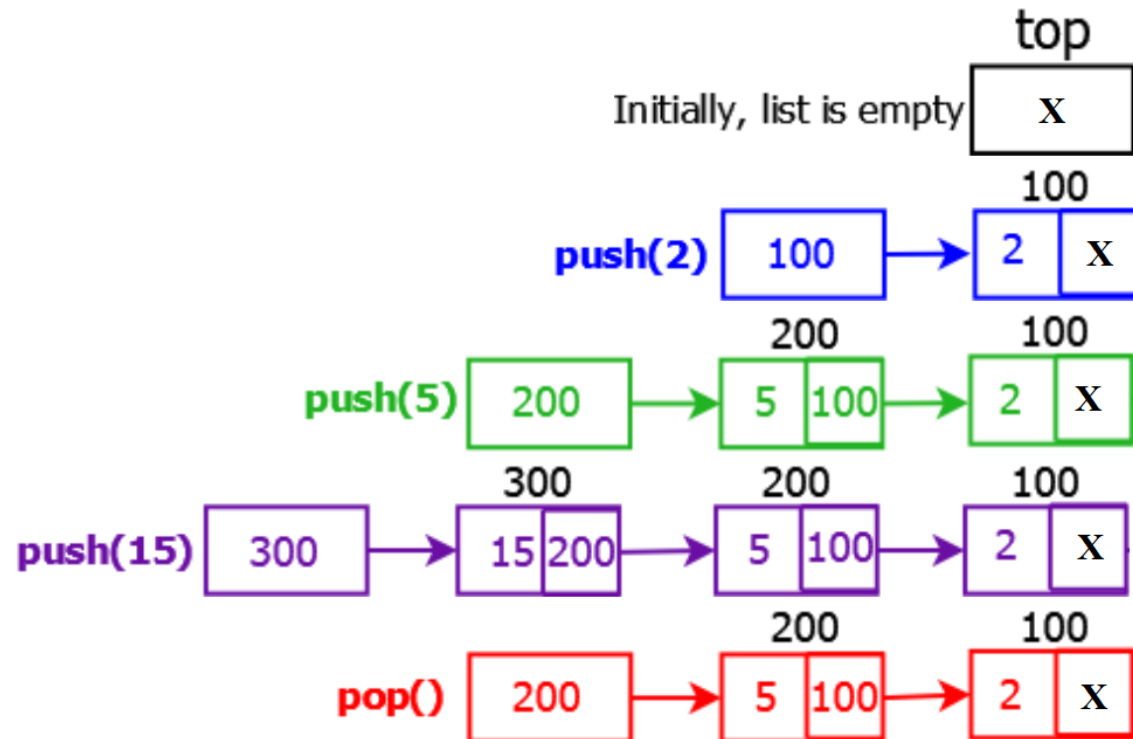 top
Initially, list is empty X
100
push(2) 100 2 X
200 100
push(5) 200 5 100 2 X
300 200 100
push(15) 300 15 200 5 100 2 X
200 100
pop() 200 5 100 2 X